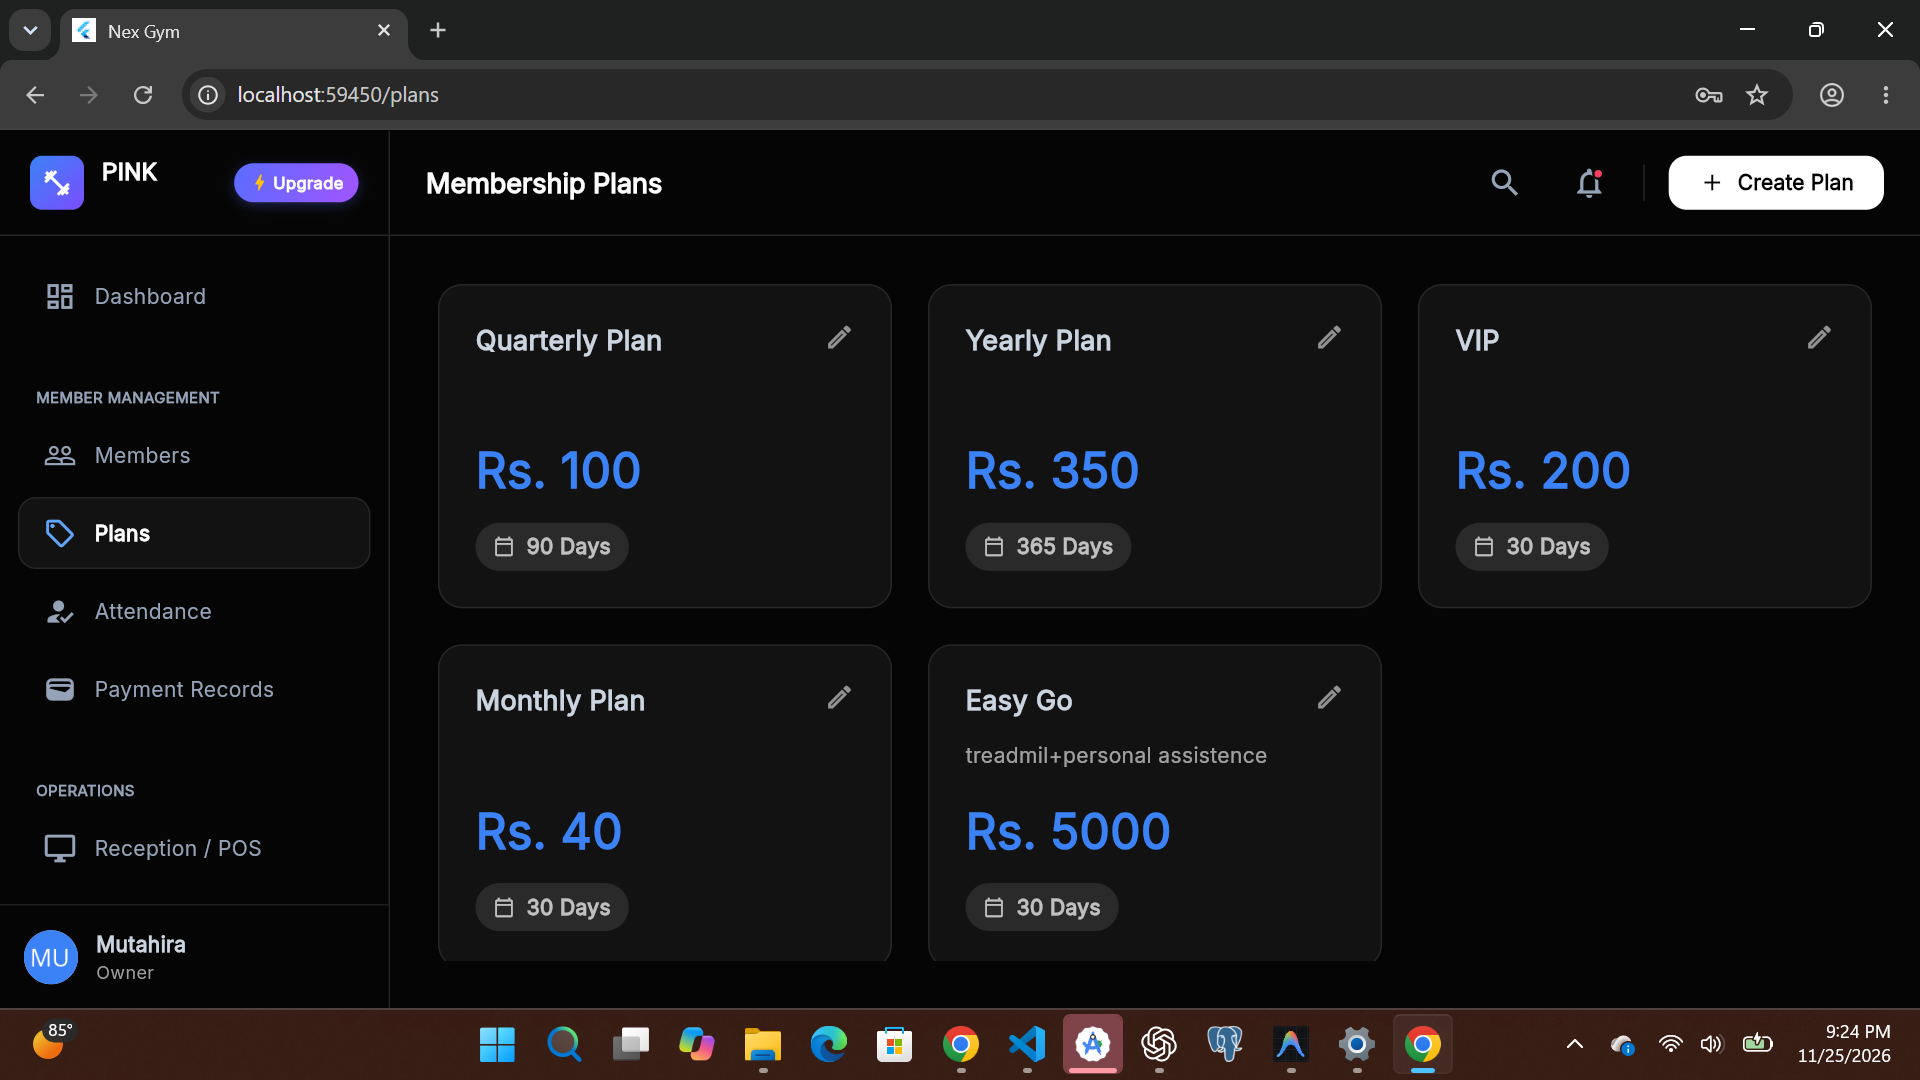 Nex Gym
localhost:59450/plans
PINK
Upgrade
Membership Plans
Create Plan
Dashboard
MEMBER MANAGEMENT
Members
Plans
Attendance
Payment Records
OPERATIONS
Reception / POS
MU
Mutahira
Owner
Quarterly Plan
Rs. 100
90 Days
Yearly Plan
Rs. 350
365 Days
VIP
Rs. 200
30 Days
Monthly Plan
Rs. 40
30 Days
Easy Go
treadmil+personal assistence
Rs. 5000
30 Days
85°
9:24 PM
11/25/2026